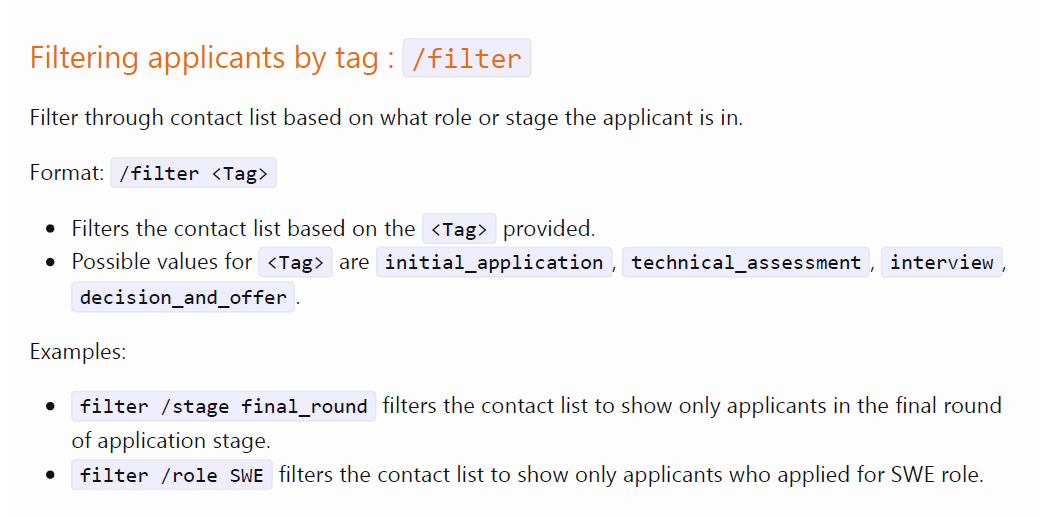 Filtering applicants by tag : /filter
Filter through contact list based on what role or stage the applicant is in.
Format: /filter <Tag>
• Filters the contact list based on the <Tag> provided.
• Possible values for <Tag> are initial_application, technical_assessment, interview,
decision_and_offer.
Examples:
• filter /stage final_round filters the contact list to show only applicants in the final round
of application stage.
• filter /role SWE filters the contact list to show only applicants who applied for SWE role.